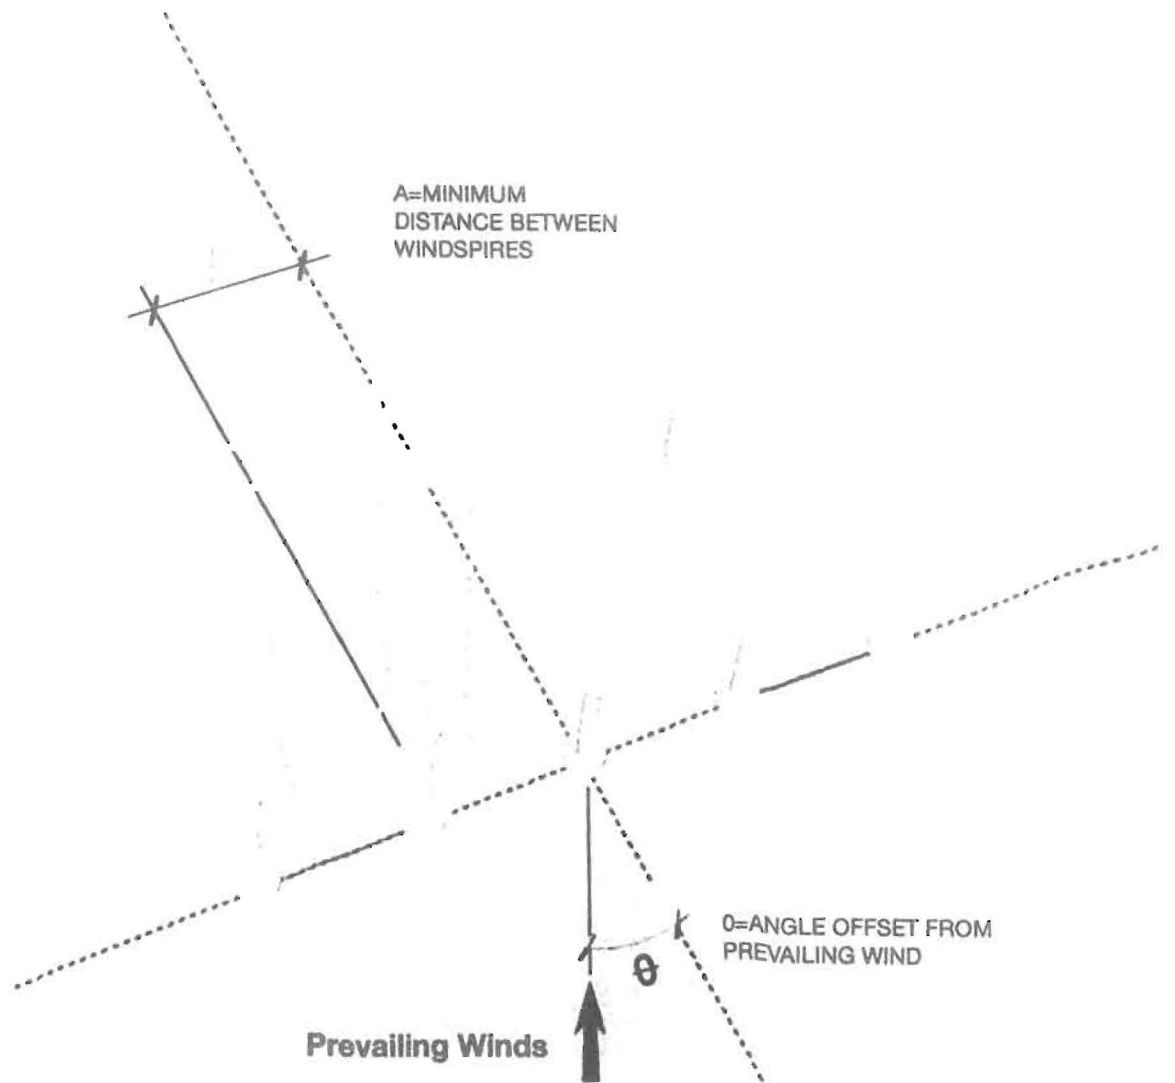 A=MINIMUM
DISTANCE BETWEEN
WINDSPIRES
0=ANGLE OFFSET FROM
PREVAILING WIND
θ
Prevailing Winds